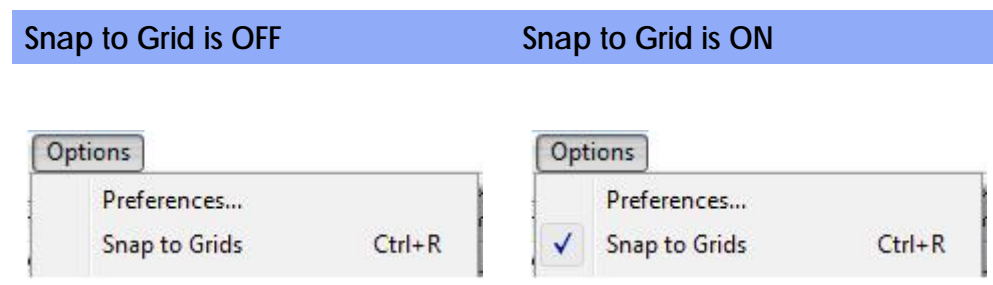 Snap to Grid is OFF
Snap to Grid is ON
Options
Preferences...
Snap to Grids Ctrl+R
Options
Preferences...
Snap to Grids Ctrl+R